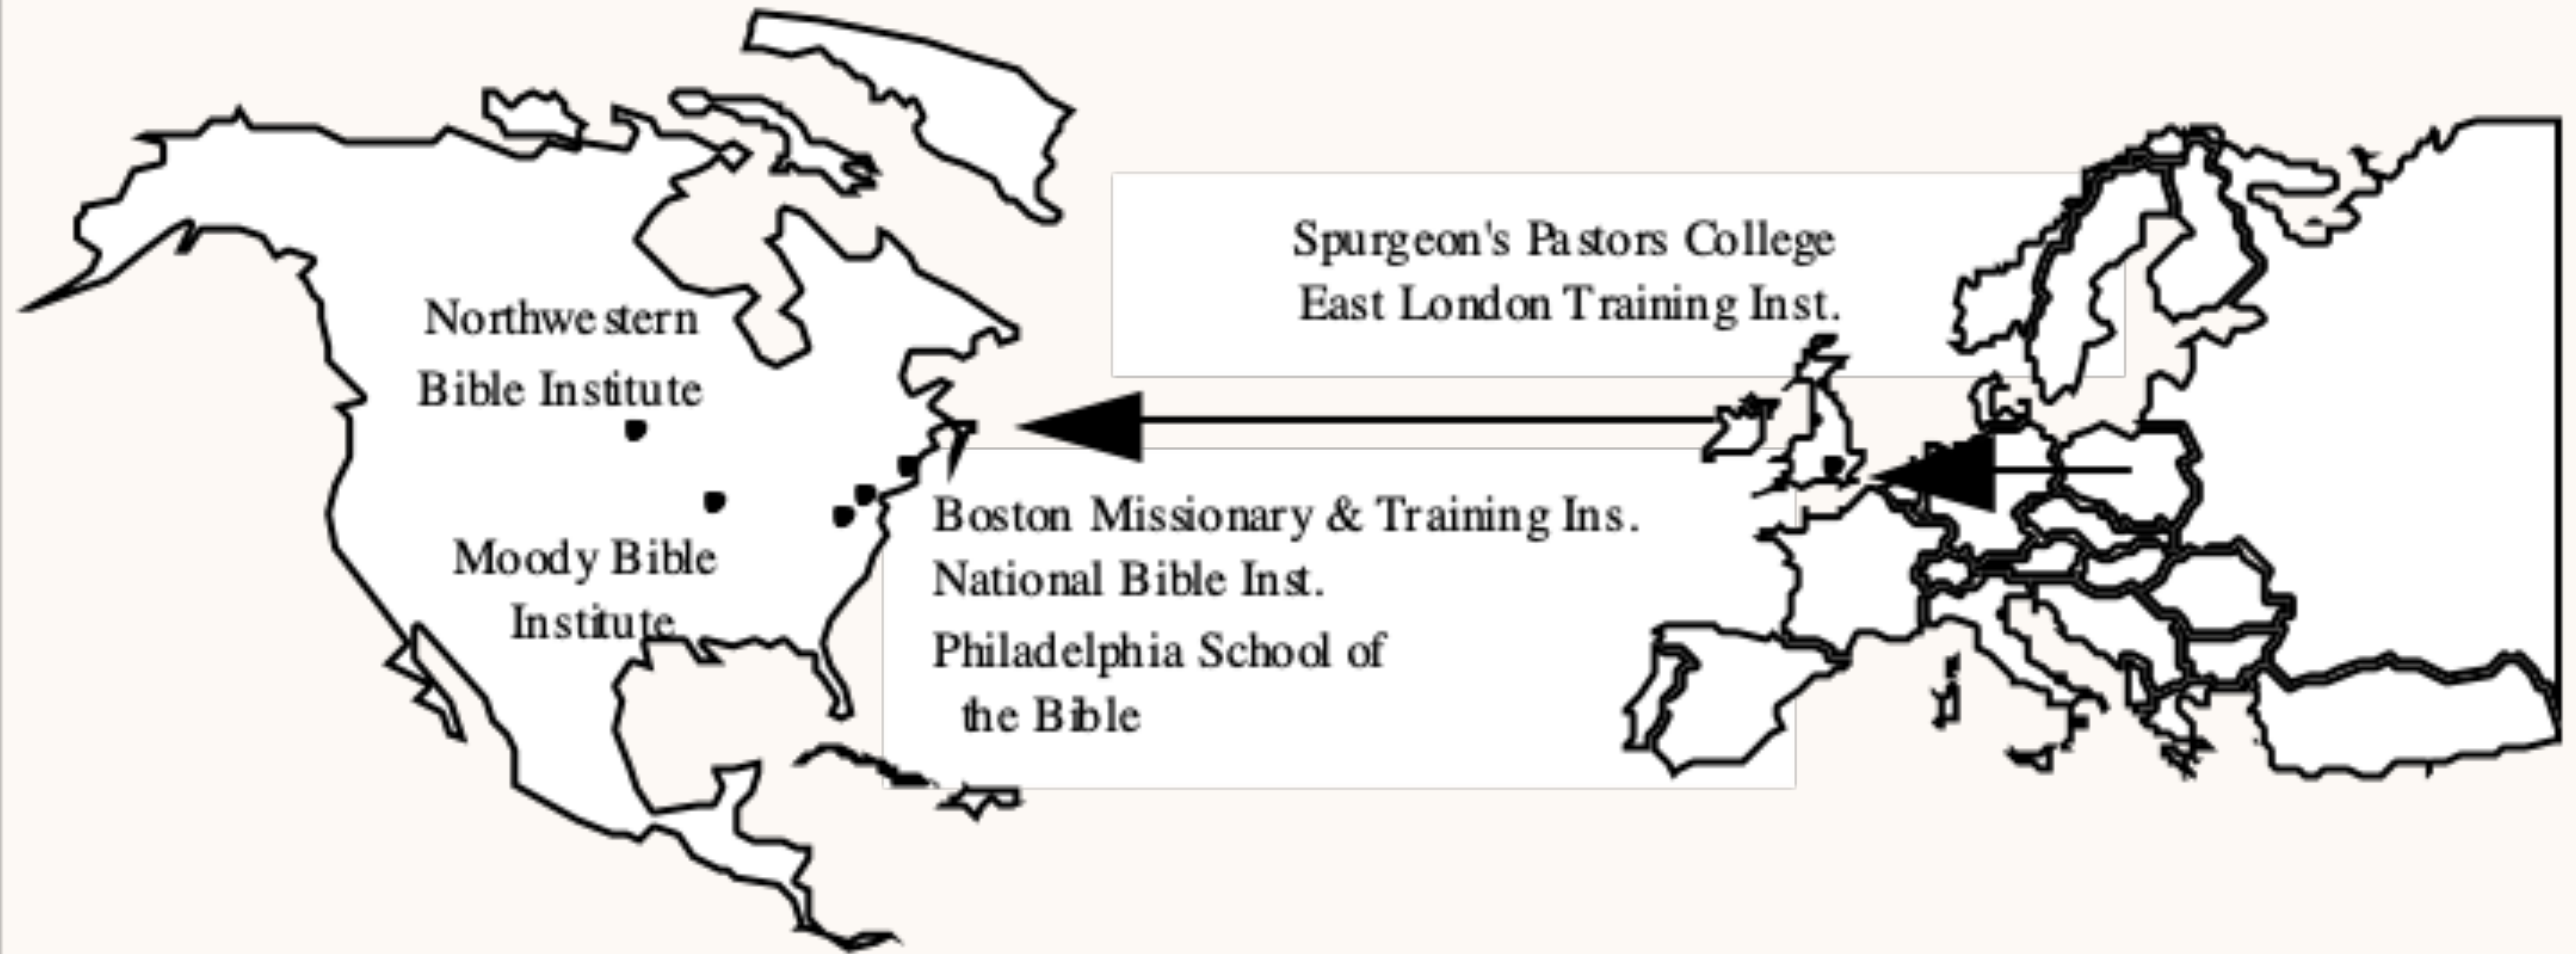 Spurgeon's Pastors College
East London Training Inst.
Northwestern
Bible Institute
Boston Missionary & Training Ins.
National Bible Inst.
Philadelphia School of
the Bible
Moody Bible
Institute